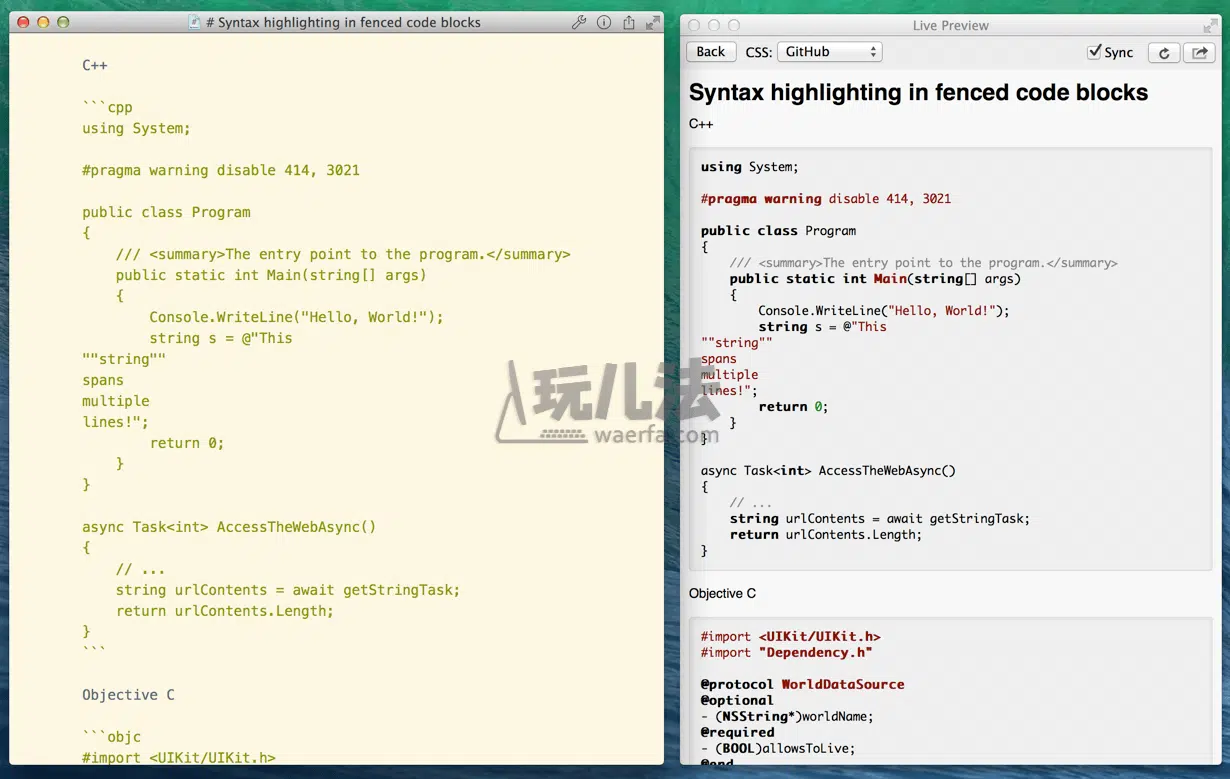 # Syntax highlighting in fenced code blocks
C++
```cpp
using System;
#pragma warning disable 414, 3021
public class Program
{
/// <summary>The entry point to the program.</summary>
public static int Main(string[] args)
{
Console.WriteLine("Hello, World!");
string s = @"This
""string""
spans
multiple
lines!";
return 0;
}
}
async Task<int> AccessTheWebAsync()
{
// ...
string urlContents = await getStringTask;
return urlContents.Length;
}
```
Objective C
```objc
#import <UIKit/UIKit.h>
Live Preview
Back CSS: GitHub Sync
Syntax highlighting in fenced code blocks
C++
using System;
#pragma warning disable 414, 3021
public class Program
{
/// <summary>The entry point to the program.</summary>
public static int Main(string[] args)
{
Console.WriteLine("Hello, World!");
string s = @"This
""string""
spans
multiple
lines!";
return 0;
}
}
async Task<int> AccessTheWebAsync()
{
// ...
string urlContents = await getStringTask;
return urlContents.Length;
}
Objective C
#import <UIKit/UIKit.h>
#import "Dependency.h"
@protocol WorldDataSource
@optional
- (NSString*)worldName;
@required
- (BOOL)allowsToLive;
@end
玩儿法
waerfa.com